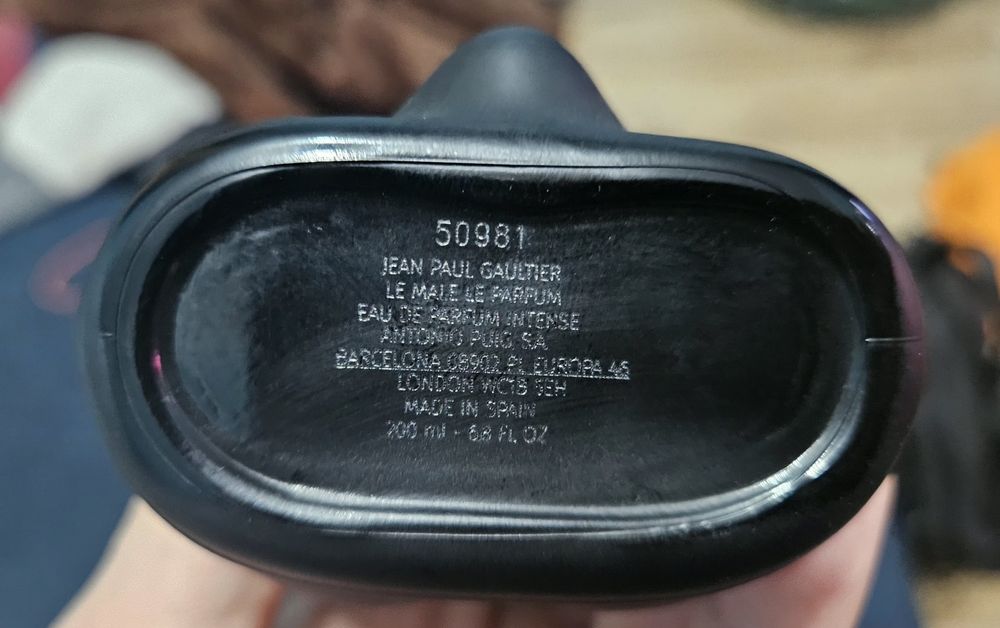 50981
JEAN PAUL GAULTIER
LE MALE LE PARFUM
EAU DE PARFUM INTENSE
ANTONIO PUIG SA
BARCELONA 08902 PL EUROPA 46
LONDON WC1B
MADE IN SPAIN
200 ml - 6.8 FL OZ